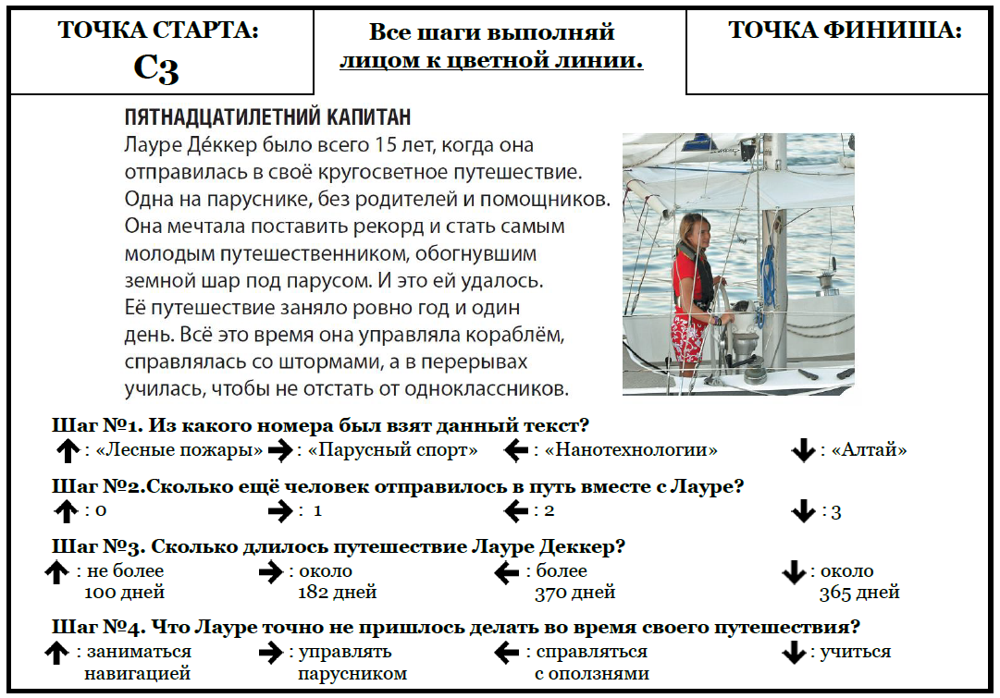 ТОЧКА СТАРТА:
С3
Все шаги выполняй
лицом к цветной линии.
ТОЧКА ФИНИША:
ПЯТНАДЦАТИЛЕТНИЙ КАПИТАН
Лауре Де́ккер было всего 15 лет, когда она
отправилась в своё кругосветное путешествие.
Одна на паруснике, без родителей и помощников.
Она мечтала поставить рекорд и стать самым
молодым путешественником, обогнувшим
земной шар под парусом. И это ей удалось.
Её путешествие заняло ровно год и один
день. Всё это время она управляла кораблём,
справлялась со штормами, а в перерывах
училась, чтобы не отстать от одноклассников.
Шаг №1. Из какого номера был взят данный текст?
↑ : «Лесные пожары» → : «Парусный спорт» ← : «Нанотехнологии» ↓ : «Алтай»
Шаг №2.Сколько ещё человек отправилось в путь вместе с Лауре?
↑ : 0 → : 1 ← : 2 ↓ : 3
Шаг №3. Сколько длилось путешествие Лауре Деккер?
↑ : не более → : около ← : более ↓ : около
100 дней 182 дней 370 дней 365 дней
Шаг №4. Что Лауре точно не пришлось делать во время своего путешествия?
↑ : заниматься → : управлять ← : справляться ↓ : учиться
навигацией парусником с оползнями